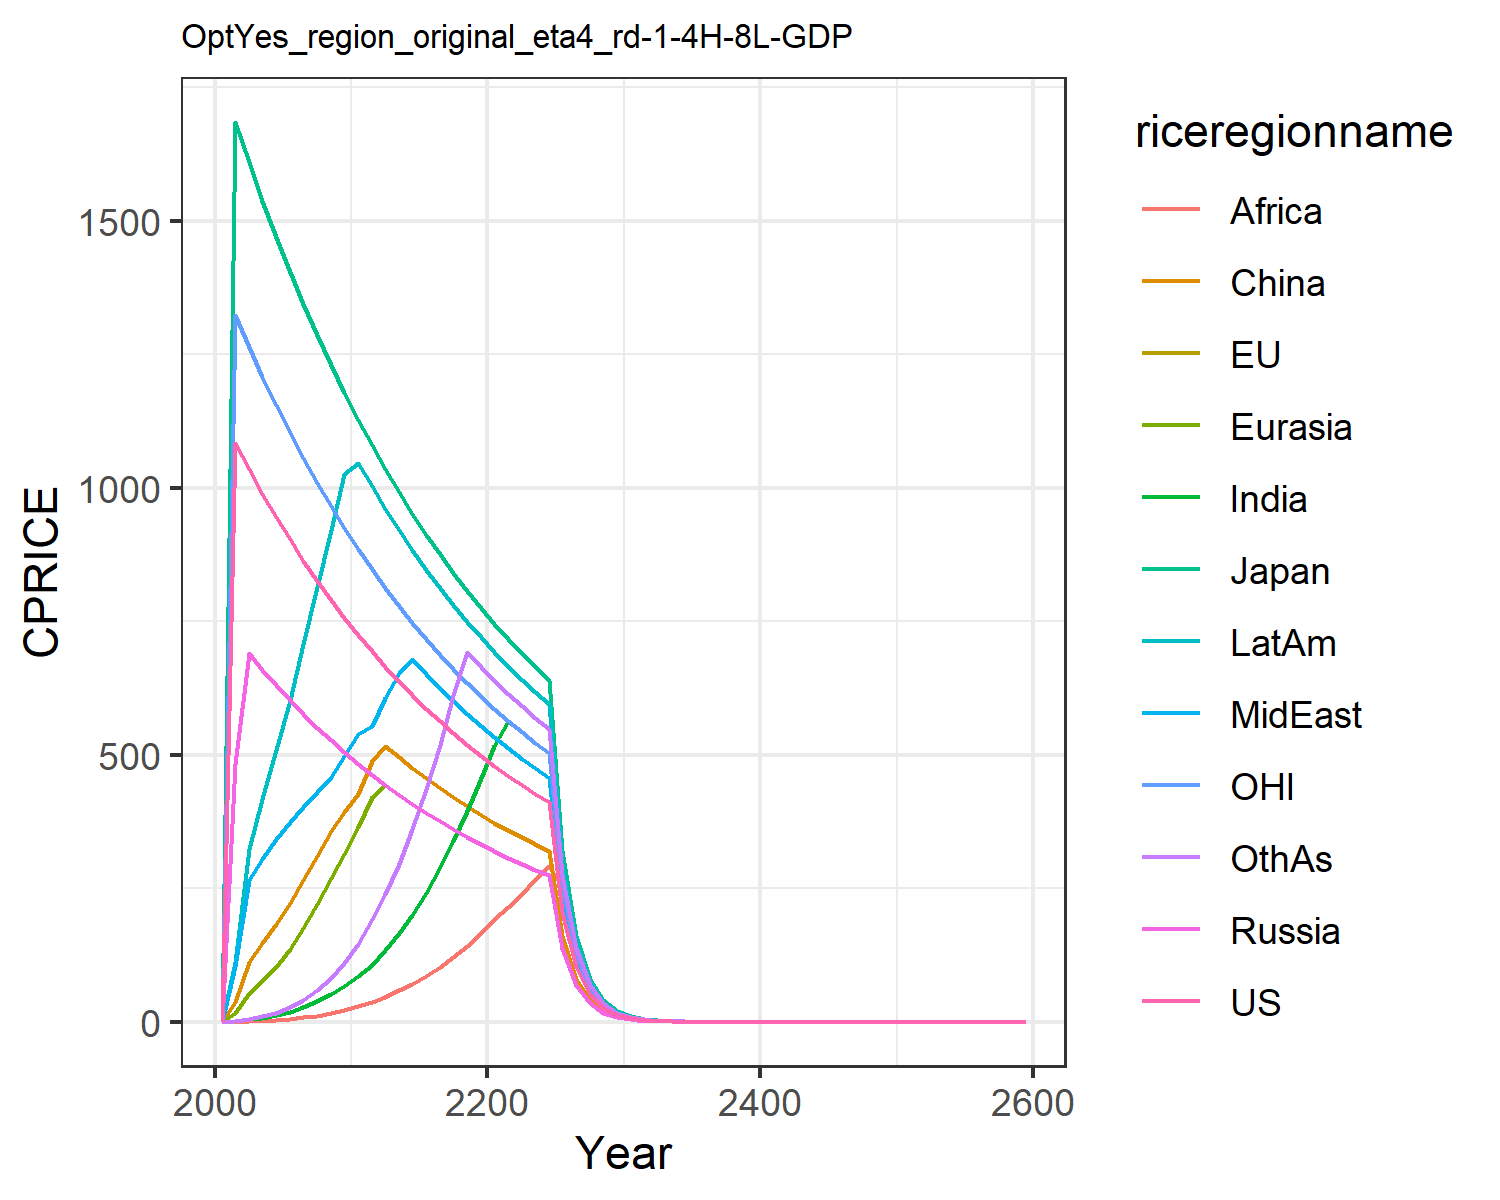 OptYes_region_original_eta4_rd-1-4H-8L-GDP
1500
1000
500
0
CPRICE
2000 2200 2400 2600
Year
riceregionname
Africa
China
EU
Eurasia
India
Japan
LatAm
MidEast
OHI
OthAs
Russia
US